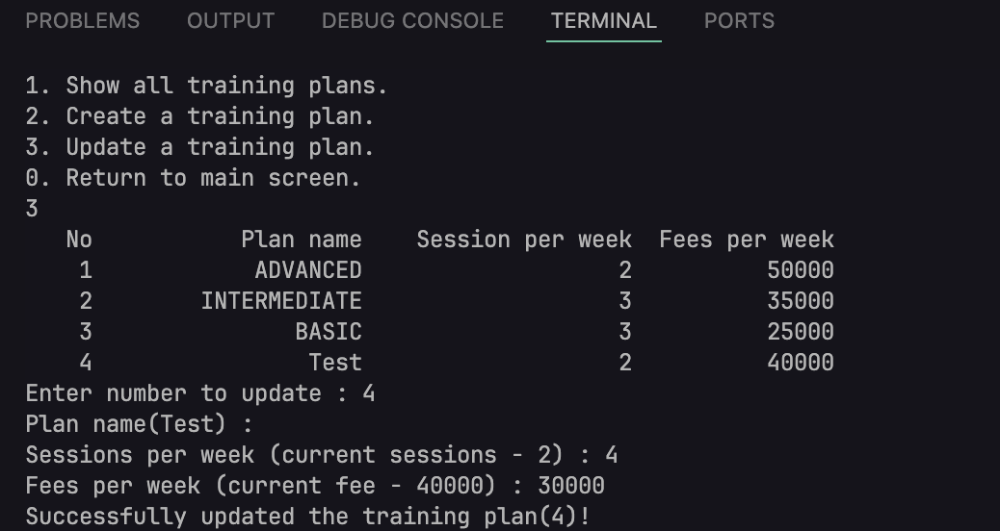 PROBLEMS OUTPUT DEBUG CONSOLE TERMINAL PORTS
1. Show all training plans.
2. Create a training plan.
3. Update a training plan.
0. Return to main screen.
3
No Plan name Session per week Fees per week
1 ADVANCED 2 50000
2 INTERMEDIATE 3 35000
3 BASIC 3 25000
4 Test 2 40000
Enter number to update : 4
Plan name(Test) :
Sessions per week (current sessions - 2) : 4
Fees per week (current fee - 40000) : 30000
Successfully updated the training plan(4)!